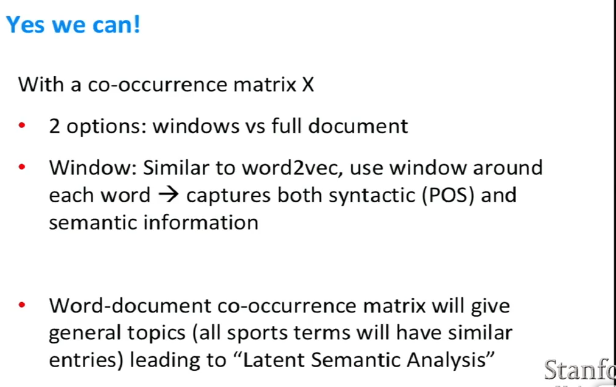 Yes we can!
With a co-occurrence matrix X
• 2 options: windows vs full document
• Window: Similar to word2vec, use window around
each word → captures both syntactic (POS) and
semantic information
• Word-document co-occurrence matrix will give
general topics (all sports terms will have similar
entries) leading to “Latent Semantic Analysis”
Stanfo